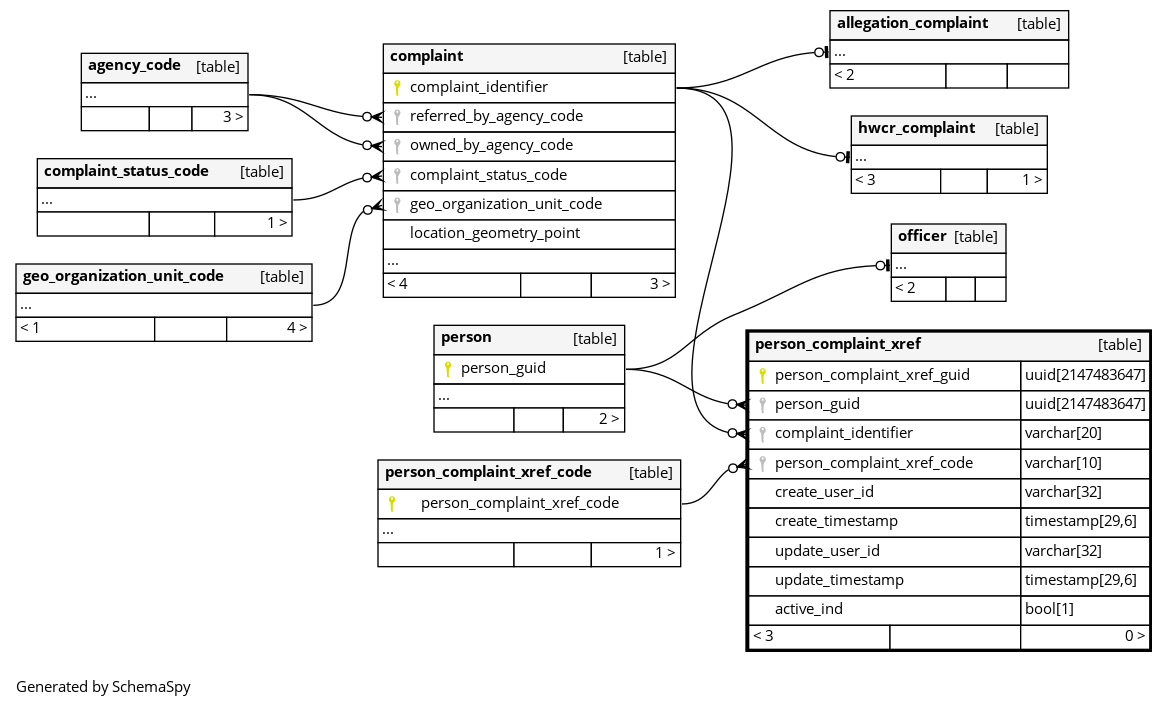 agency_code [table]
...
3 >
complaint_status_code [table]
...
1 >
geo_organization_unit_code [table]
...
< 1 4 >
complaint [table]
complaint_identifier
referred_by_agency_code
owned_by_agency_code
complaint_status_code
geo_organization_unit_code
location_geometry_point
...
< 4 3 >
person [table]
person_guid
...
2 >
person_complaint_xref_code [table]
person_complaint_xref_code
...
1 >
allegation_complaint [table]
...
< 2
hwcr_complaint [table]
...
< 3 1 >
officer [table]
...
< 2
person_complaint_xref [table]
person_complaint_xref_guid uuid[2147483647]
person_guid uuid[2147483647]
complaint_identifier varchar[20]
person_complaint_xref_code varchar[10]
create_user_id varchar[32]
create_timestamp timestamp[29,6]
update_user_id varchar[32]
update_timestamp timestamp[29,6]
active_ind bool[1]
< 3 0 >
Generated by SchemaSpy